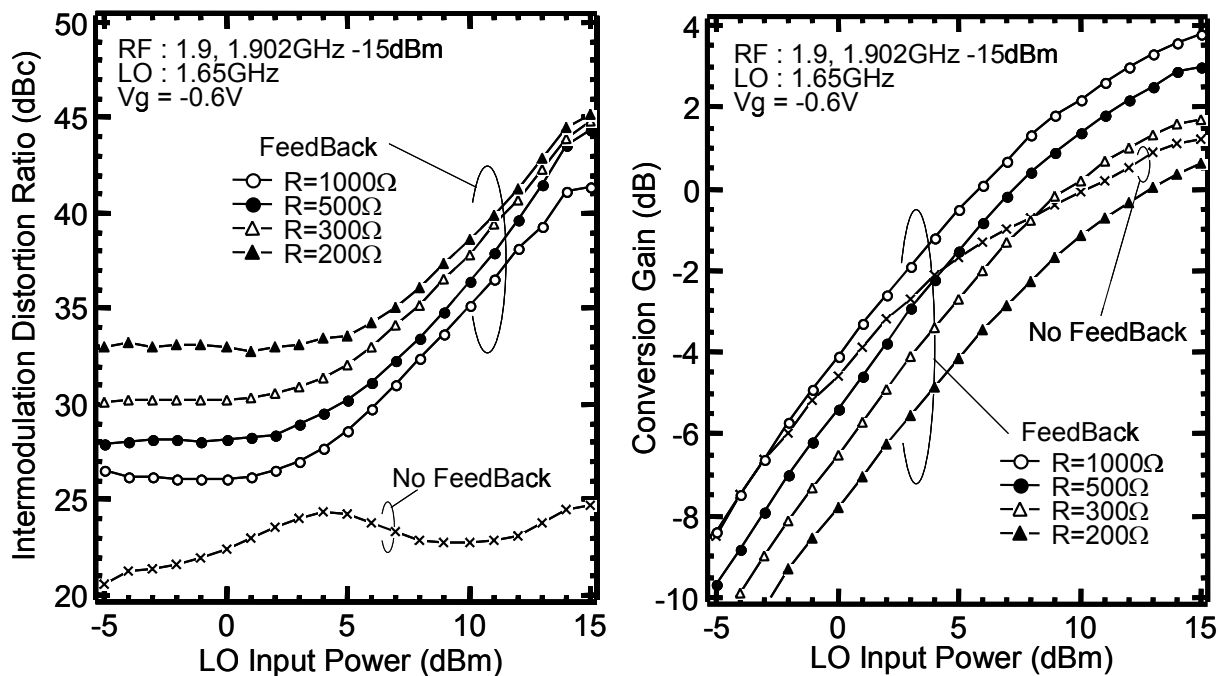 Intermodulation Distortion Ratio (dBc)
50
45
40
35
30
25
20
RF : 1.9, 1.902GHz -15dBm
LO : 1.65GHz
Vg = -0.6V
FeedBack
R=1000Ω
R=500Ω
R=300Ω
R=200Ω
No FeedBack
-5 0 5 10 15
LO Input Power (dBm)
Conversion Gain (dB)
4
2
0
-2
-4
-6
-8
-10
RF : 1.9, 1.902GHz -15dBm
LO : 1.65GHz
Vg = -0.6V
No FeedBack
FeedBack
R=1000Ω
R=500Ω
R=300Ω
R=200Ω
-5 0 5 10 15
LO Input Power (dBm)